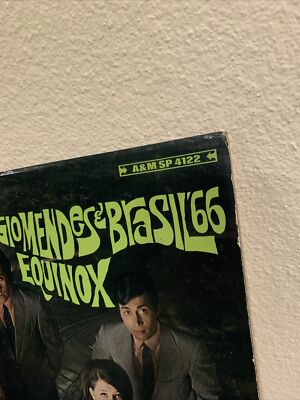 A&M SP 4122
GIO MENDES & BRASIL '66
EQUINOX